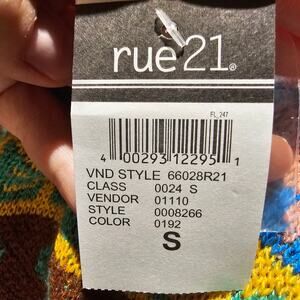 rue21®
FL_247
4 00293 12295 1
VND STYLE 66028R21
CLASS 0024 S
VENDOR 01110
STYLE 0008266
COLOR 0192
S